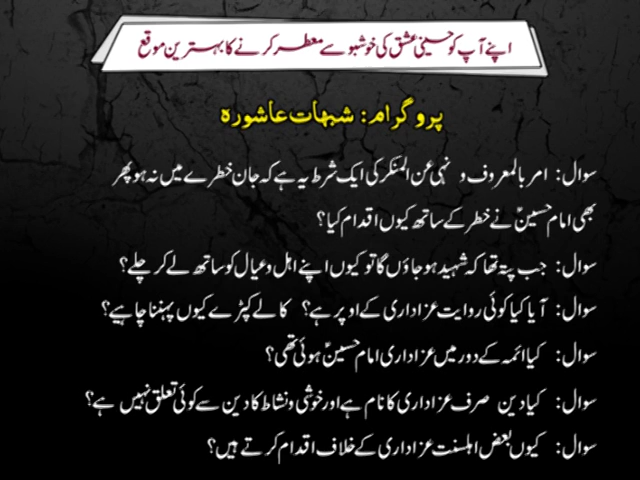 اپنے آپ کو حسینی عشق کی خوشبو سے معطر کرنے کا بہترین موقع
پروگرام: شبہات عاشورہ
سوال: امر بالمعروف و نہی عن المنکر کی ایک شرط یہ ہے کہ جان خطرے میں نہ ہو پھر
بھی امام حسینؑ نے خطر کے ساتھ کیوں اقدام کیا؟
سوال: جب پتہ تھا کہ شہید ہو جاؤں گا تو کیوں اپنے اہل و عیال کو ساتھ لے کر چلے؟
سوال: آیا کیا کوئی روایت عزاداری کے اوپر ہے؟ کالے کپڑے کیوں پہننا چاہیے؟
سوال: کیا ائمہ کے دور میں عزاداری امام حسینؑ ہوئی تھی؟
سوال: کیا دین صرف عزاداری کا نام ہے اور خوشی و نشاط کا دین سے کوئی تعلق نہیں ہے؟
سوال: کیوں بعض اہلسنت عزاداری کے خلاف اقدام کرتے ہیں؟